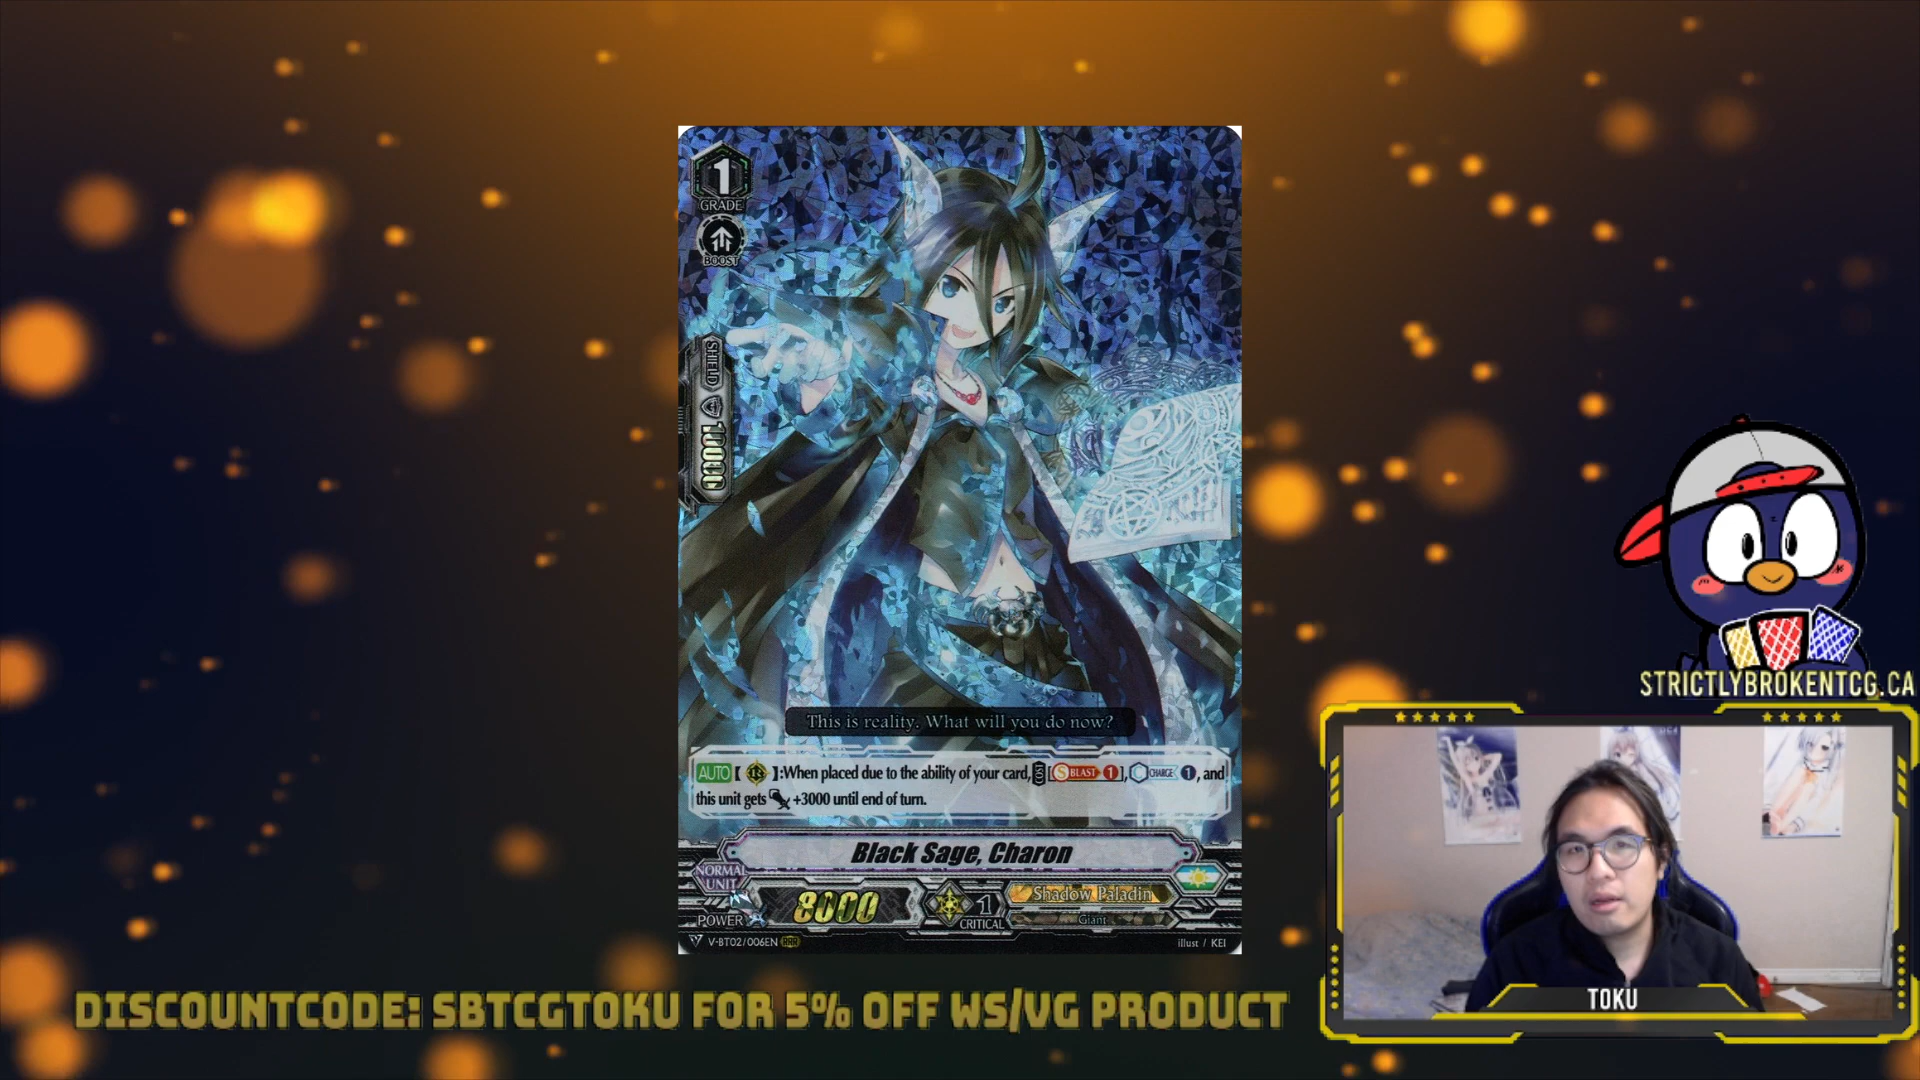 1
GRADE
BOOST
SHIELD
10000
This is reality. What will you do now?
AUTO【 】:When placed due to the ability of your card, COST [S BLAST 1], C CHARGE 1, and
this unit gets +3000 until end of turn.
Black Sage, Charon
NORMAL
UNIT
POWER
8000
1
CRITICAL
Shadow Paladin
Giant
V-BT02/006EN RRR
illust / KEI
STRICTLYBROKENTCG.CA
TOKU
DISCOUNTCODE: SBTCGTOKU FOR 5% OFF WS/VG PRODUCT